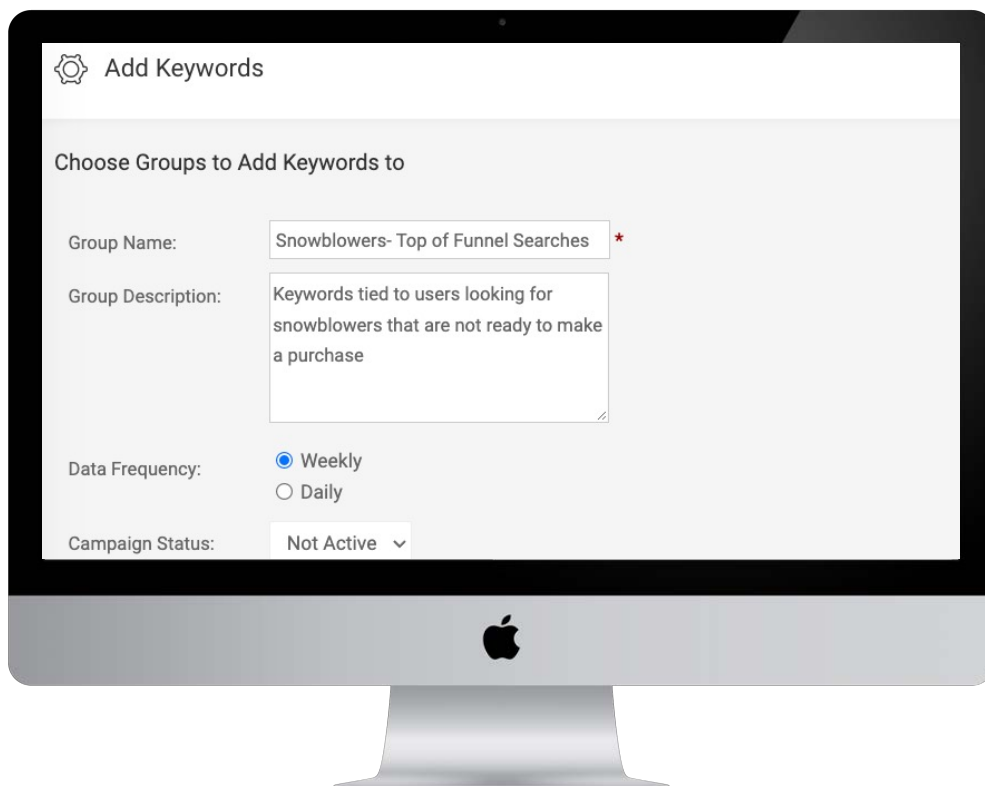 Add Keywords
Choose Groups to Add Keywords to
Group Name:
Snowblowers- Top of Funnel Searches *
Group Description:
Keywords tied to users looking for
snowblowers that are not ready to make
a purchase
Data Frequency:
Weekly
Daily
Campaign Status:
Not Active